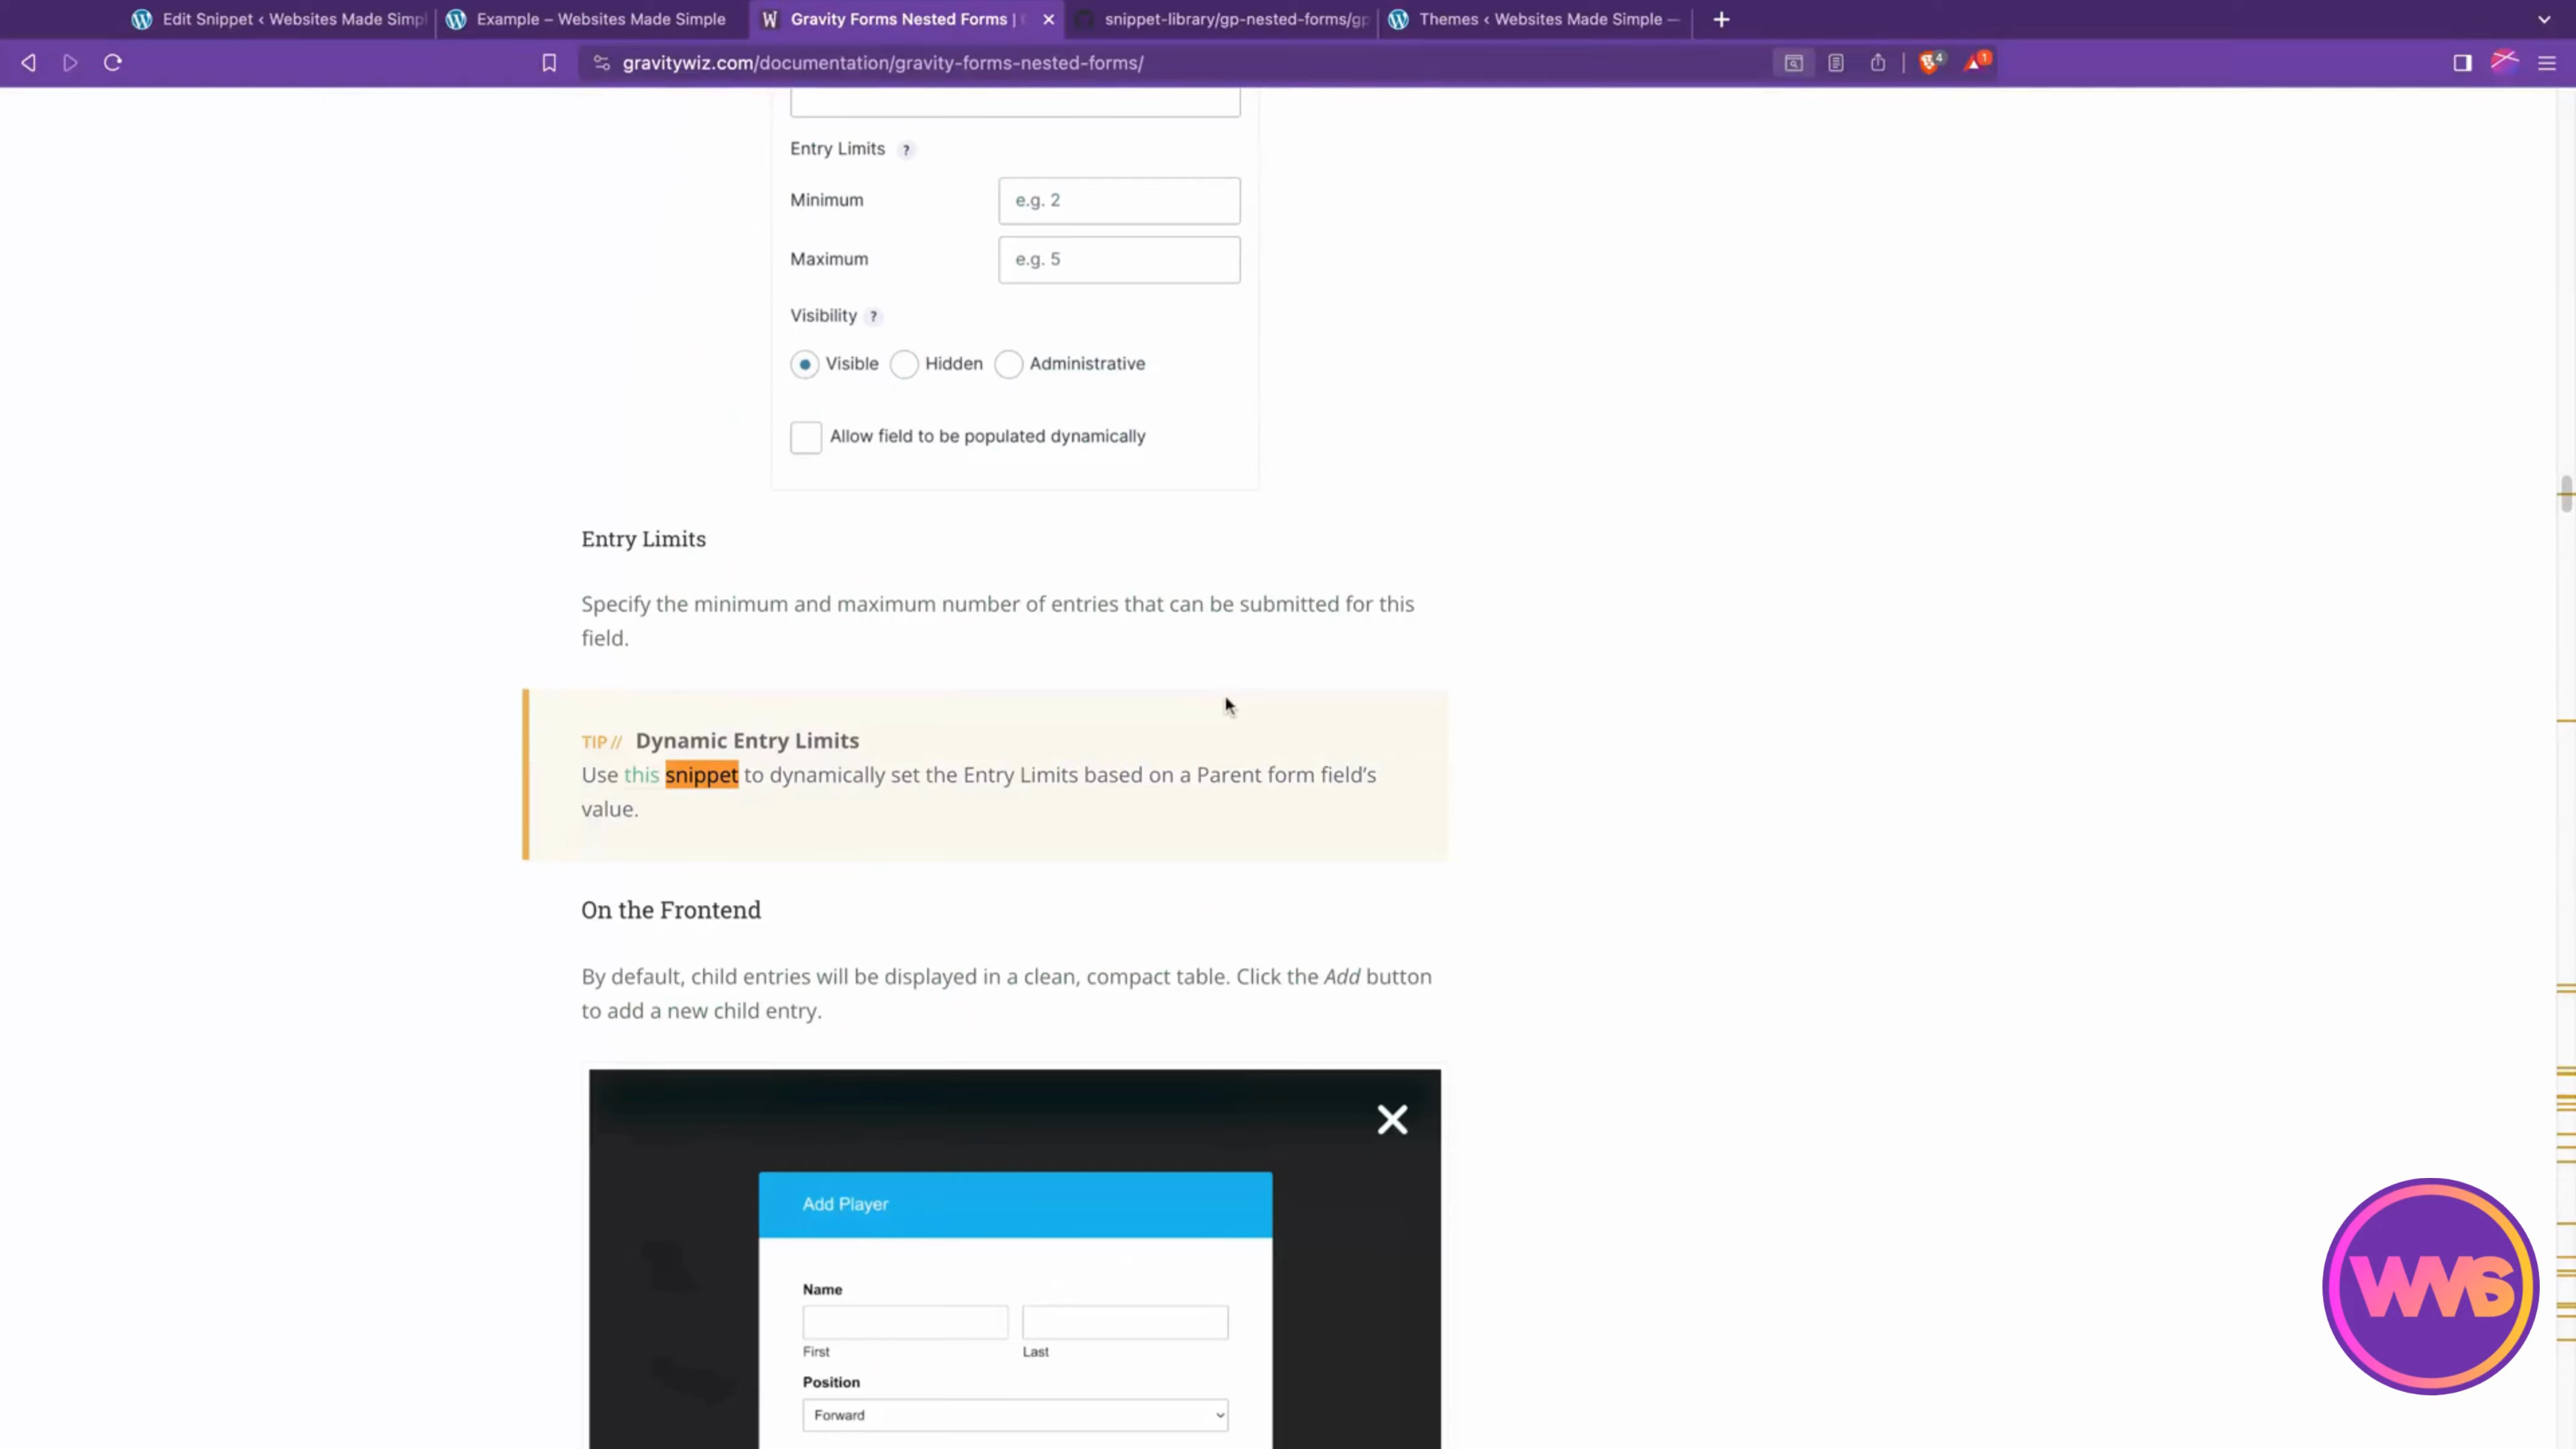 Edit Snippet ‹ Websites Made Simpl
Example – Websites Made Simple
Gravity Forms Nested Forms |
snippet-library/gp-nested-forms/gp
Themes ‹ Websites Made Simple —
gravitywiz.com/documentation/gravity-forms-nested-forms/
4
1
Entry Limits ?
Minimum e.g. 2
Maximum e.g. 5
Visibility ?
Visible Hidden Administrative
Allow field to be populated dynamically
Entry Limits
Specify the minimum and maximum number of entries that can be submitted for this
field.
TIP// Dynamic Entry Limits
Use this snippet to dynamically set the Entry Limits based on a Parent form field’s
value.
On the Frontend
By default, child entries will be displayed in a clean, compact table. Click the Add button
to add a new child entry.
Add Player
Name
First Last
Position
Forward
WMS